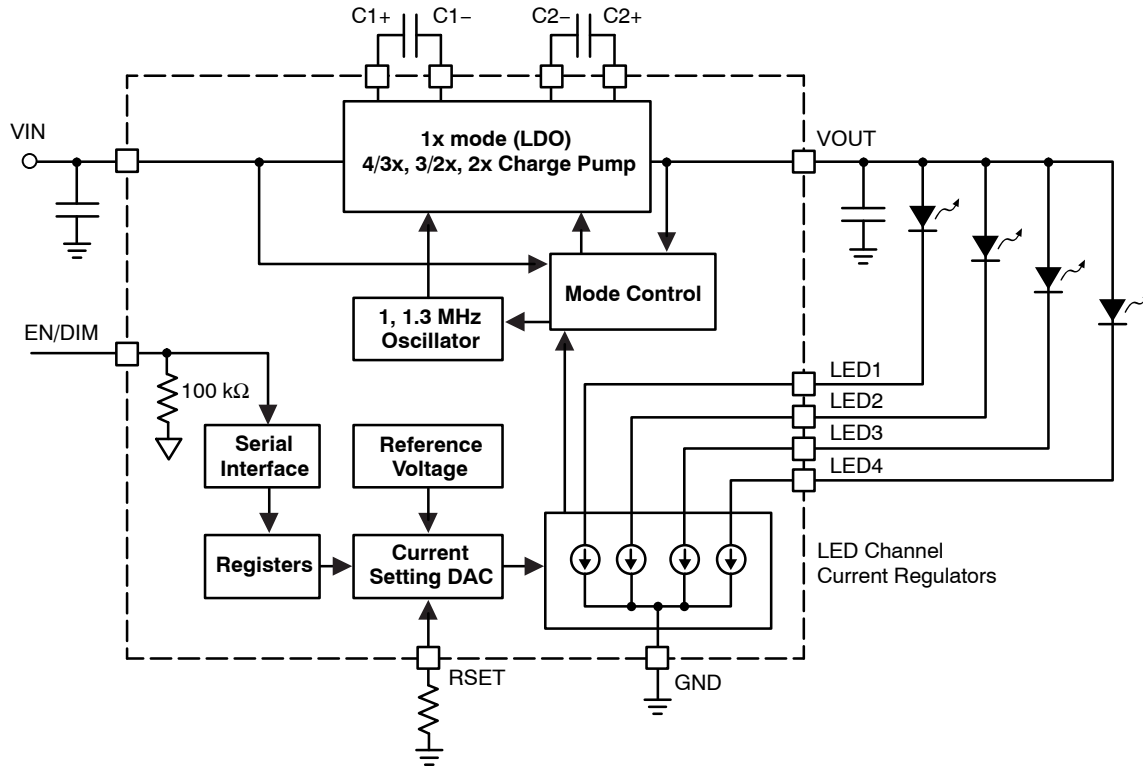 C1+ C1− C2− C2+
VIN
1x mode (LDO)
4/3x, 3/2x, 2x Charge Pump
VOUT
Mode Control
1, 1.3 MHz
Oscillator
EN/DIM
100 kΩ
LED1
LED2
LED3
LED4
Serial
Interface
Reference
Voltage
Registers
Current
Setting DAC
LED Channel
Current Regulators
RSET
GND